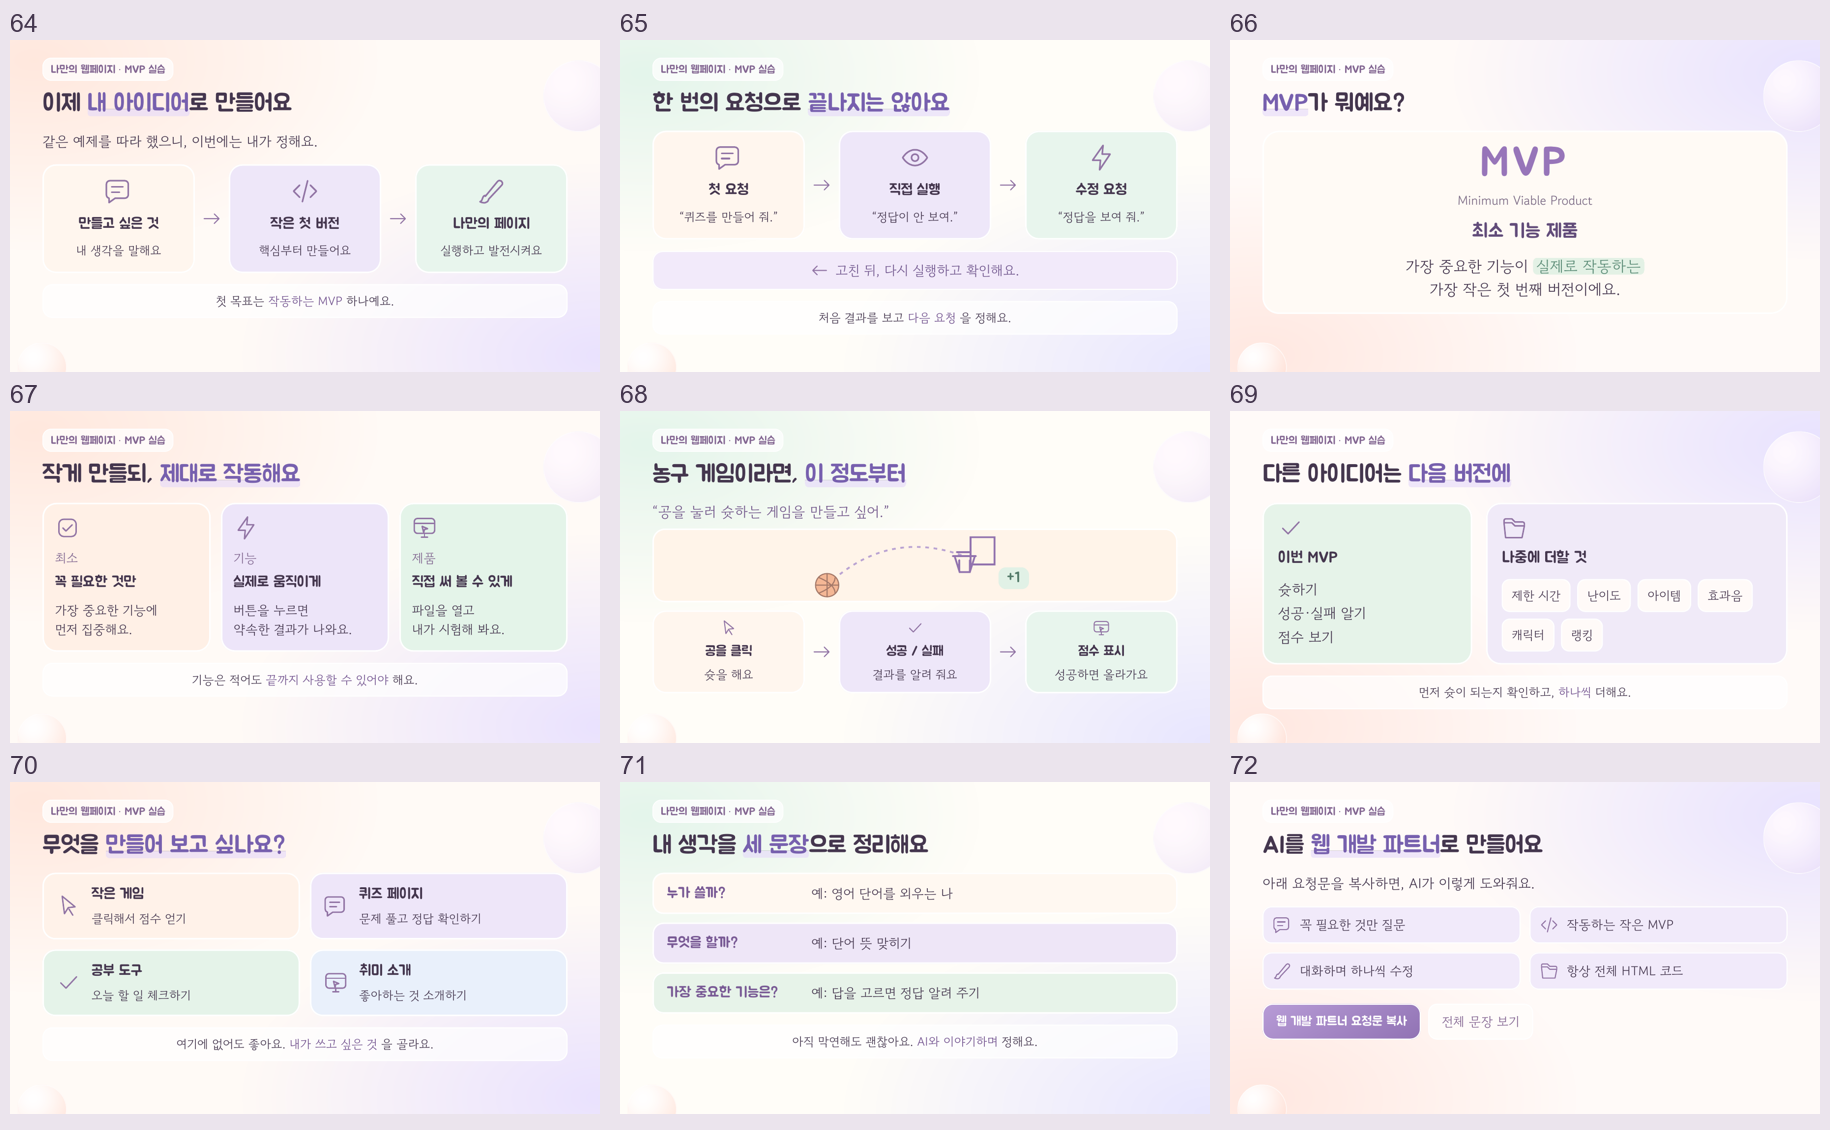 64
나만의 웹페이지 · MVP 실습
이제 내 아이디어로 만들어요
같은 예제를 따라 했으니, 이번에는 내가 정해요.
만들고 싶은 것
내 생각을 말해요
→
작은 첫 버전
핵심부터 만들어요
→
나만의 페이지
실행하고 발전시켜요
첫 목표는 작동하는 MVP 하나예요.
65
나만의 웹페이지 · MVP 실습
한 번의 요청으로 끝나지는 않아요
첫 요청
“퀴즈를 만들어 줘.”
→
직접 실행
“정답이 안 보여.”
→
수정 요청
“정답을 보여 줘.”
← 고친 뒤, 다시 실행하고 확인해요.
처음 결과를 보고 다음 요청 을 정해요.
66
나만의 웹페이지 · MVP 실습
MVP가 뭐예요?
MVP
Minimum Viable Product
최소 기능 제품
가장 중요한 기능이 실제로 작동하는
가장 작은 첫 번째 버전이에요.
67
나만의 웹페이지 · MVP 실습
작게 만들되, 제대로 작동해요
최소
꼭 필요한 것만
가장 중요한 기능에
먼저 집중해요.
기능
실제로 움직이게
버튼을 누르면
약속한 결과가 나와요.
제품
직접 써 볼 수 있게
파일을 열고
내가 시험해 봐요.
기능은 적어도 끝까지 사용할 수 있어야 해요.
68
나만의 웹페이지 · MVP 실습
농구 게임이라면, 이 정도부터
“공을 눌러 슛하는 게임을 만들고 싶어.”
+1
공을 클릭
슛을 해요
→
성공 / 실패
결과를 알려 줘요
→
점수 표시
성공하면 올라가요
69
나만의 웹페이지 · MVP 실습
다른 아이디어는 다음 버전에
이번 MVP
슛하기
성공·실패 알기
점수 보기
나중에 더할 것
제한 시간
난이도
아이템
효과음
캐릭터
랭킹
먼저 슛이 되는지 확인하고, 하나씩 더해요.
70
나만의 웹페이지 · MVP 실습
무엇을 만들어 보고 싶나요?
작은 게임
클릭해서 점수 얻기
퀴즈 페이지
문제 풀고 정답 확인하기
공부 도구
오늘 할 일 체크하기
취미 소개
좋아하는 것 소개하기
여기에 없어도 좋아요. 내가 쓰고 싶은 것 을 골라요.
71
나만의 웹페이지 · MVP 실습
내 생각을 세 문장으로 정리해요
누가 쓸까?
예: 영어 단어를 외우는 나
무엇을 할까?
예: 단어 뜻 맞히기
가장 중요한 기능은?
예: 답을 고르면 정답 알려 주기
아직 막연해도 괜찮아요. AI와 이야기하며 정해요.
72
나만의 웹페이지 · MVP 실습
AI를 웹 개발 파트너로 만들어요
아래 요청문을 복사하면, AI가 이렇게 도와줘요.
꼭 필요한 것만 질문
작동하는 작은 MVP
대화하며 하나씩 수정
항상 전체 HTML 코드
웹 개발 파트너 요청문 복사
전체 문장 보기